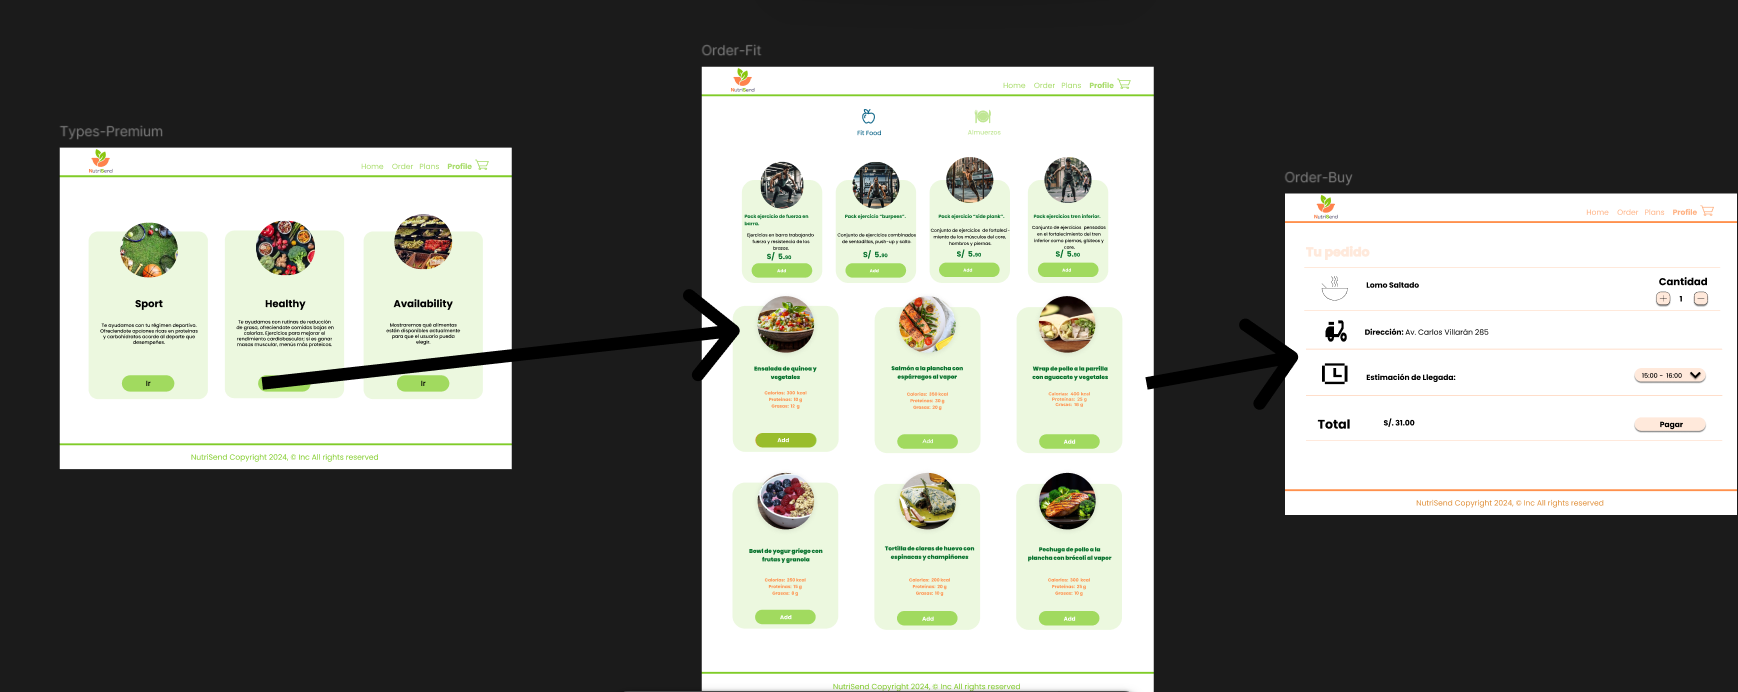 Types-Premium
NutriSend
Home Order Plans Profile
Sport
Te ayudamos con tu régimen deportivo.
Ofreciendote opciones ricas en proteínas
y carbohidratos acorde al deporte que
desempeñes.
Ir
Healthy
Te ayudamos con rutinas de reducción
de grasa, ofreciendote comidas bajas en
calorías. Ejercicios para mejorar el
rendimiento cardiobascular; si es ganar
masas muscular, menús más proteicos.
Availability
Mostraremos qué alimentos
están disponibles actualmente
para que el usuario pueda
elegir.
Ir
NutriSend Copyright 2024, © Inc All rights reserved
Order-Fit
NutriSend
Home Order Plans Profile
Fit Food
Almuerzos
Pack ejercicio de fuerza en
barra.
Ejercicios en barra trabajando
fuerza y resistencia de los
brazos.
S/ 5.90
Add
Pack ejercicio "burpees".
Conjunto de ejercicios combinados
de sentadillas, push-up y salto.
S/ 5.90
Add
Pack ejercicio "side plank".
Conjunto de ejercicios de fortaleci-
miento de los músculos del core,
hombros y piernas.
S/ 5.90
Add
Pack ejercicios tren inferior.
Conjunto de ejercicios pensados
en el fortalecimiento del tren
inferior como piernas, glúteos y
core.
S/ 5.90
Add
Ensalada de quinoa y
vegetales
Calorías: 350 kcal
Proteínas: 10 g
Grasas: 12 g
Add
Salmón a la plancha con
espárragos al vapor
Calorías: 350 kcal
Proteínas: 30 g
Grasas: 20 g
Add
Wrap de pollo a la parrilla
con aguacate y vegetales
Calorías: 400 kcal
Proteínas: 25 g
Grasas: 18 g
Add
Bowl de yogur griego con
frutas y granola
Calorías: 250 kcal
Proteínas: 15 g
Grasas: 8 g
Add
Tortilla de claras de huevo con
espinacas y champiñones
Calorías: 200 kcal
Proteínas: 20 g
Grasas: 10 g
Add
Pechuga de pollo a la
plancha con brócoli al vapor
Calorías: 300 kcal
Proteínas: 35 g
Grasas: 10 g
Add
NutriSend Copyright 2024, © Inc All rights reserved
Order-Buy
NutriSend
Home Order Plans Profile
Tu pedido
Lomo Saltado
Cantidad
+ 1 −
Dirección: Av. Carlos Villarán 265
Estimación de Llegada:
15:00 - 16:00
Total
S/. 31.00
Pagar
NutriSend Copyright 2024, © Inc All rights reserved